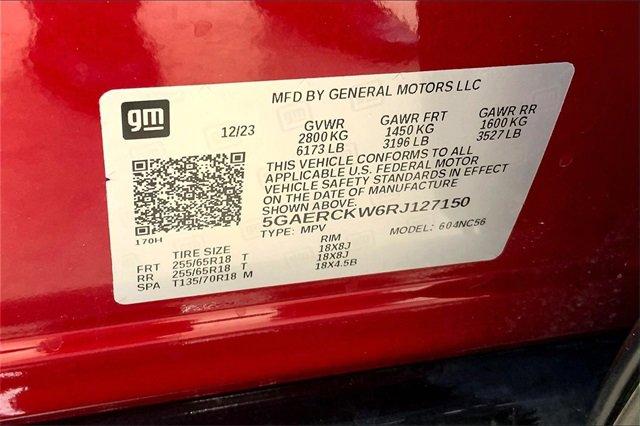 MFD BY GENERAL MOTORS LLC
gm
12/23
GVWR GAWR FRT GAWR RR
2800 KG 1450 KG 1600 KG
6173 LB 3196 LB 3527 LB
THIS VEHICLE CONFORMS TO ALL
APPLICABLE U.S. FEDERAL MOTOR
VEHICLE SAFETY STANDARDS IN EFFECT
ON THE DATE OF MANUFACTURE
SHOWN ABOVE.
5GAERCKW6RJ127150
170H
TYPE: MPV MODEL: 604NC56
TIRE SIZE RIM
FRT 255/65R18 T 18X8J
RR 255/65R18 T 18X8J
SPA T135/70R18 M 18X4.5B